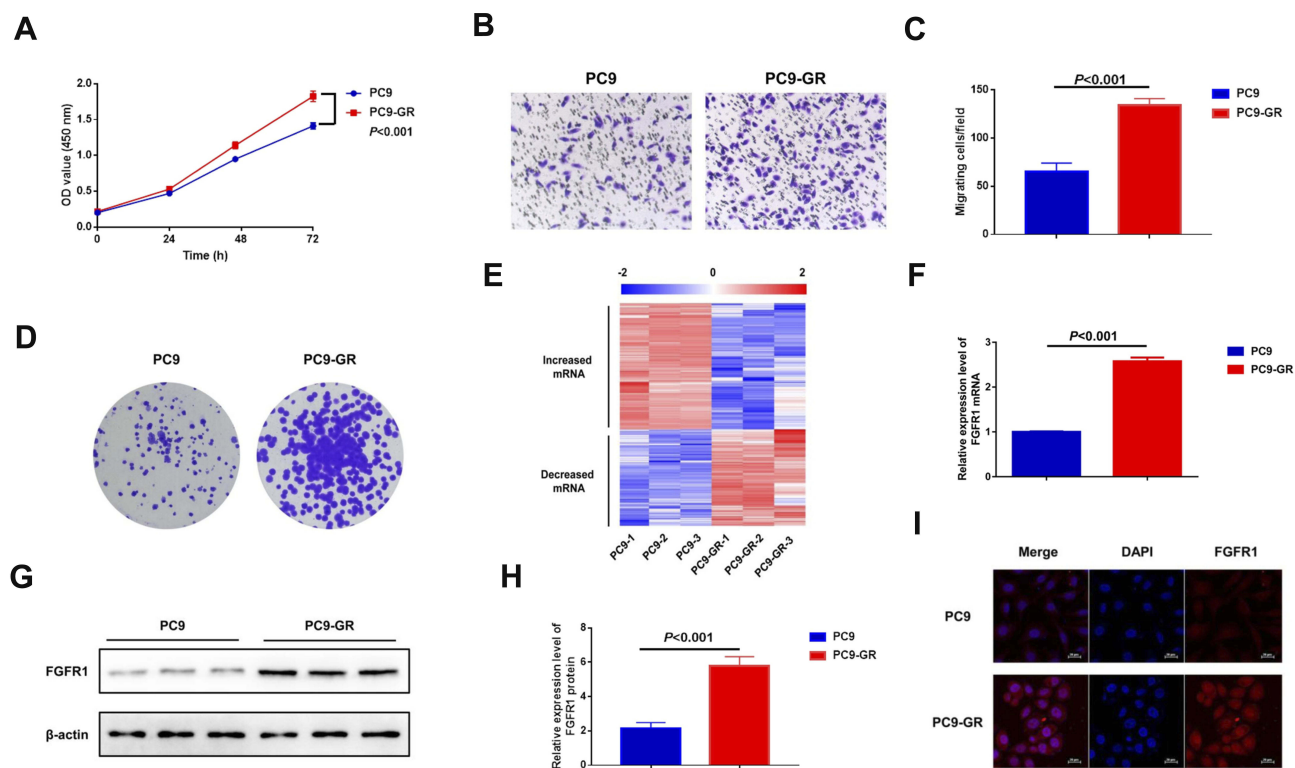 A
2.0
1.5
1.0
0.5
0.0
OD value (450 nm)
0
24
48
72
Time (h)
PC9
PC9-GR
P<0.001
B
PC9
PC9-GR
C
P<0.001
150
100
50
0
Migrating cells/field
PC9
PC9-GR
D
PC9
PC9-GR
E
-2
0
2
Increased
mRNA
Decreased
mRNA
PC9-1
PC9-2
PC9-3
PC9-GR-1
PC9-GR-2
PC9-GR-3
F
P<0.001
3
2
1
0
Relative expression level of
FGFR1 mRNA
PC9
PC9-GR
G
PC9
PC9-GR
FGFR1
β-actin
H
P<0.001
8
6
4
2
0
Relative expression level of
FGFR1 protein
PC9
PC9-GR
I
Merge
DAPI
FGFR1
PC9
PC9-GR